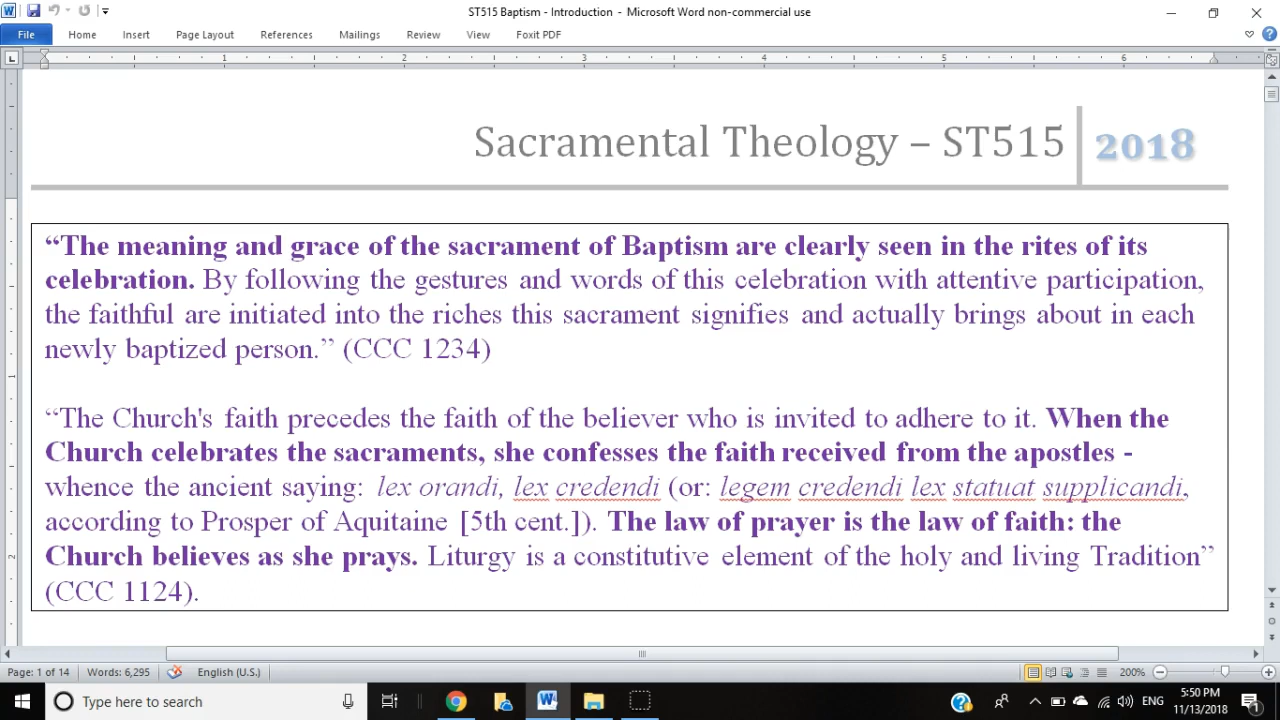 ST515 Baptism - Introduction - Microsoft Word non-commercial use
File Home Insert Page Layout References Mailings Review View Foxit PDF
1 2 3 4 5 6
Sacramental Theology – ST515 2018
“The meaning and grace of the sacrament of Baptism are clearly seen in the rites of its
celebration. By following the gestures and words of this celebration with attentive participation,
the faithful are initiated into the riches this sacrament signifies and actually brings about in each
newly baptized person.” (CCC 1234)
“The Church's faith precedes the faith of the believer who is invited to adhere to it. When the
Church celebrates the sacraments, she confesses the faith received from the apostles -
whence the ancient saying: lex orandi, lex credendi (or: legem credendi lex statuat supplicandi,
according to Prosper of Aquitaine [5th cent.]). The law of prayer is the law of faith: the
Church believes as she prays. Liturgy is a constitutive element of the holy and living Tradition”
(CCC 1124).
1
2
Page: 1 of 14 Words: 6,295 English (U.S.) 200%
Type here to search ENG 5:50 PM
11/13/2018